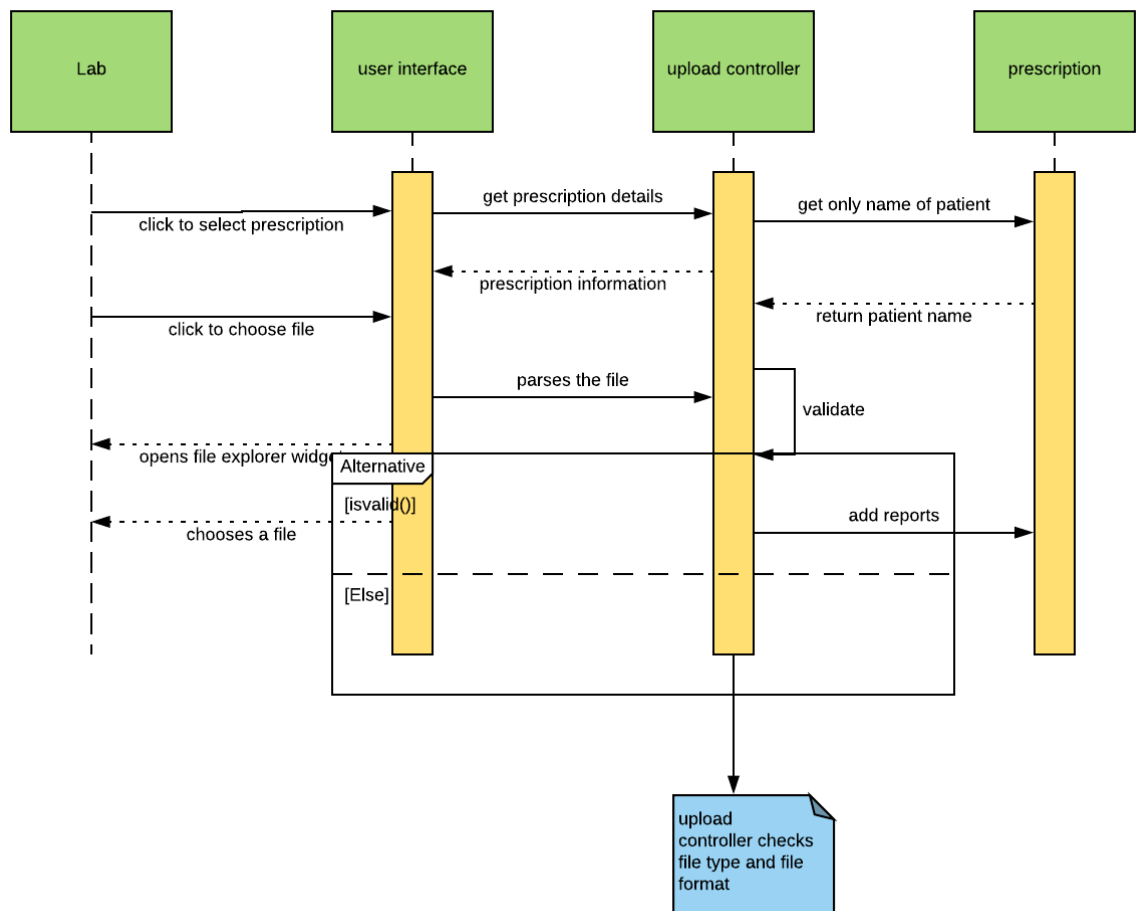 Lab
user interface
upload controller
prescription
get prescription details
get only name of patient
click to select prescription
prescription information
return patient name
click to choose file
parses the file
validate
opens file explorer widget
Alternative
[isvalid()]
add reports
chooses a file
[Else]
upload
controller checks
file type and file
format